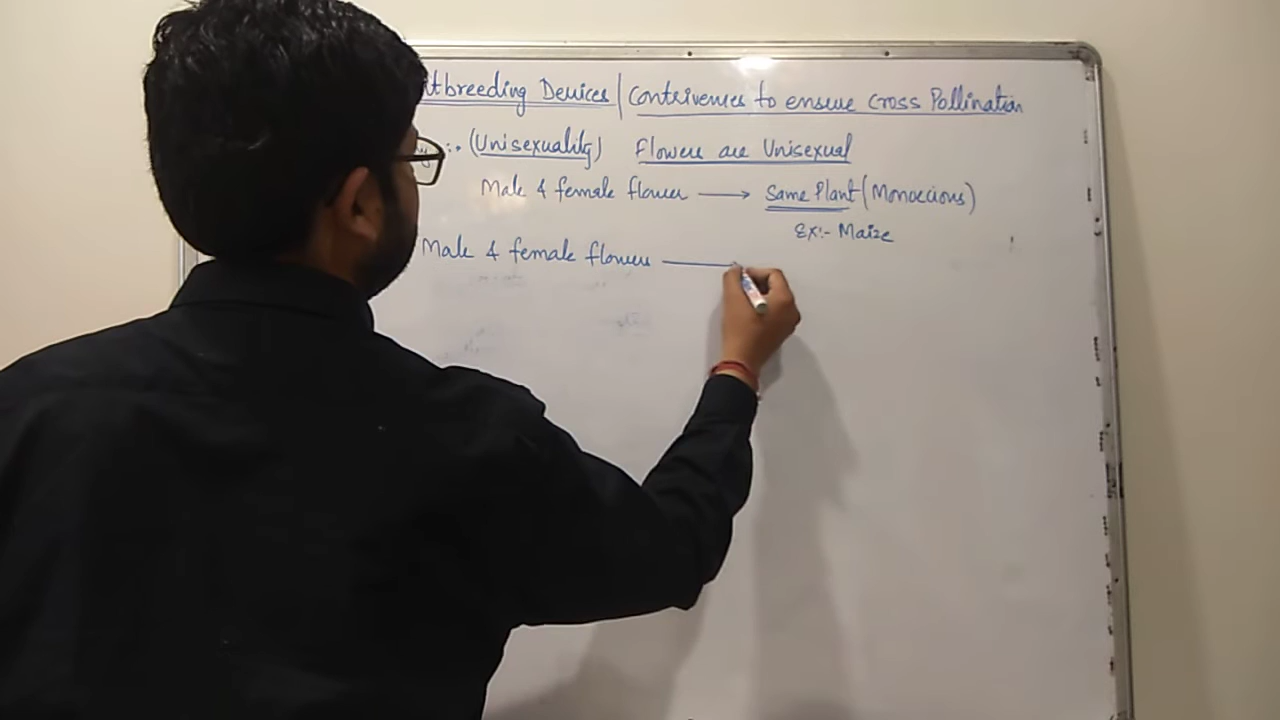 tbreeding Devices | Contrivences to ensure Cross Pollination
y :. (Unisexuality) Flowers are Unisexual
Male & female flower → Same Plant (Monoecious)
Ex:- Maize
Male & female flowers